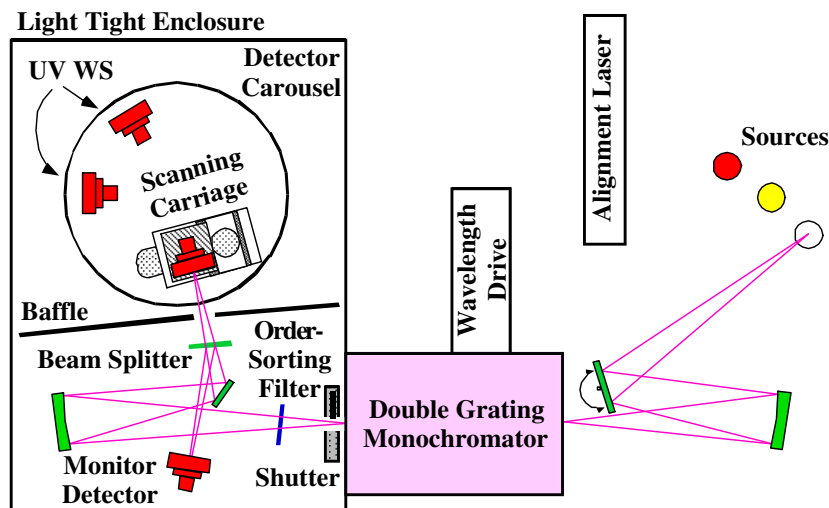 Light Tight Enclosure
UV WS
Detector
Carousel
Scanning
Carriage
Baffle
Beam Splitter
Order-
Sorting
Filter
Monitor
Detector
Shutter
Double Grating
Monochromator
Wavelength
Drive
Alignment Laser
Sources